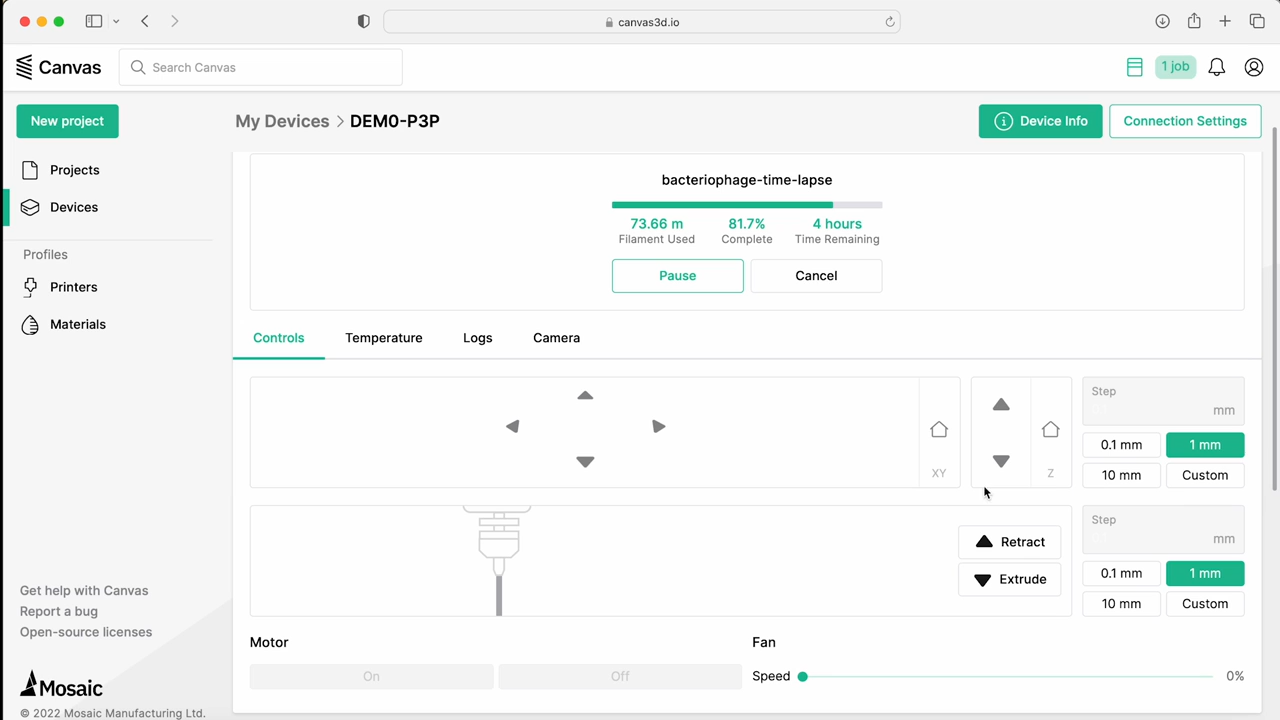 canvas3d.io
Canvas
Search Canvas
1 job
New project
My Devices > DEM0-P3P
Device Info
Connection Settings
Projects
Devices
Profiles
Printers
Materials
bacteriophage-time-lapse
73.66 m 81.7% 4 hours
Filament Used Complete Time Remaining
Pause Cancel
Controls Temperature Logs Camera
XY
Z
Step
mm
0.1 mm 1 mm
10 mm Custom
Retract
Extrude
Step
mm
0.1 mm 1 mm
10 mm Custom
Motor
On Off
Fan
Speed 0%
Get help with Canvas
Report a bug
Open-source licenses
Mosaic
© 2022 Mosaic Manufacturing Ltd.